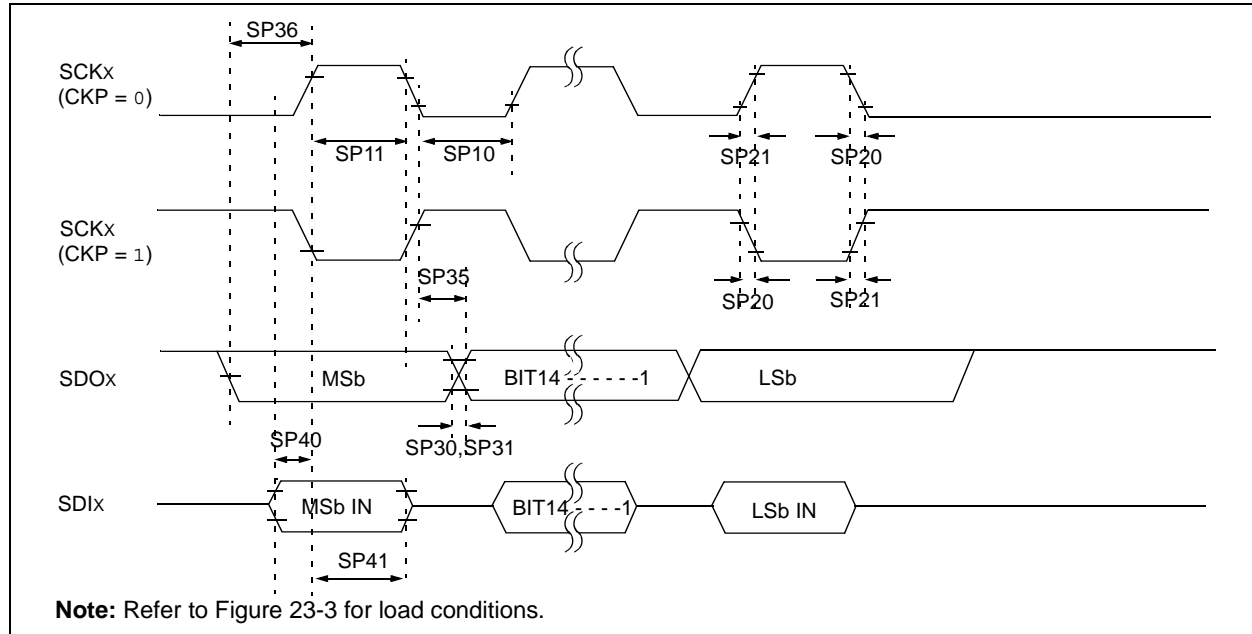 SP36
SCKX
(CKP = 0)
SP11
SP10
SP21
SP20
SCKX
(CKP = 1)
SP35
SP20
SP21
SDOX
MSb
BIT14 - - - - - -1
LSb
SP40
SP30,SP31
SDIX
MSb IN
BIT14 - - - -1
LSb IN
SP41
Note: Refer to Figure 23-3 for load conditions.